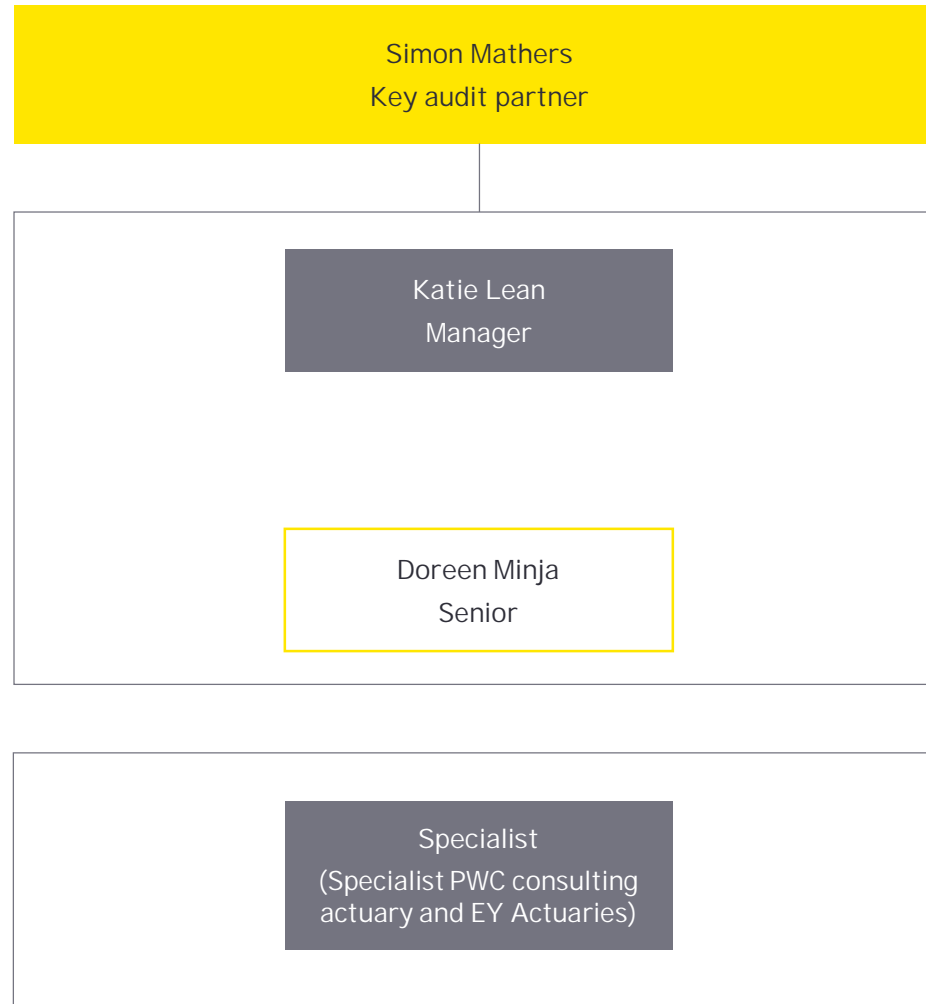 Simon Mathers
Key audit partner
Katie Lean
Manager
Doreen Minja
Senior
Specialist
(Specialist PWC consulting
actuary and EY Actuaries)